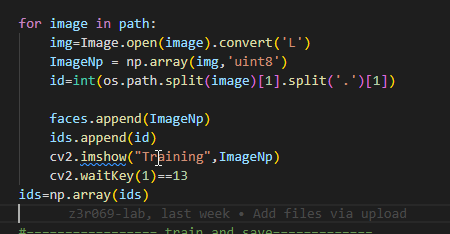 for image in path:
    img=Image.open(image).convert('L')
    ImageNp = np.array(img,'uint8')
    id=int(os.path.split(image)[1].split('.')[1])
    faces.append(ImageNp)
    ids.append(id)
    cv2.imshow("Training",ImageNp)
    cv2.waitKey(1)==13
ids=np.array(ids)
z3r069-lab, last week • Add files via upload
#================= train and save=============